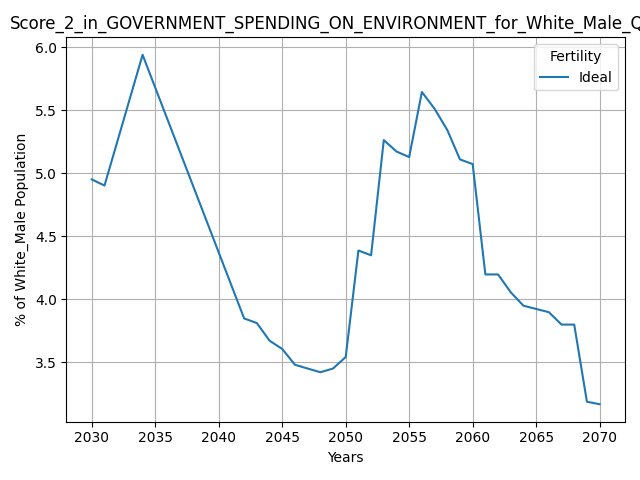 Score_2_in_GOVERNMENT_SPENDING_ON_ENVIRONMENT_for_White_Male_Q
Fertility
Ideal
6.0
5.5
5.0
4.5
4.0
3.5
% of White_Male Population
2030 2035 2040 2045 2050 2055 2060 2065 2070
Years